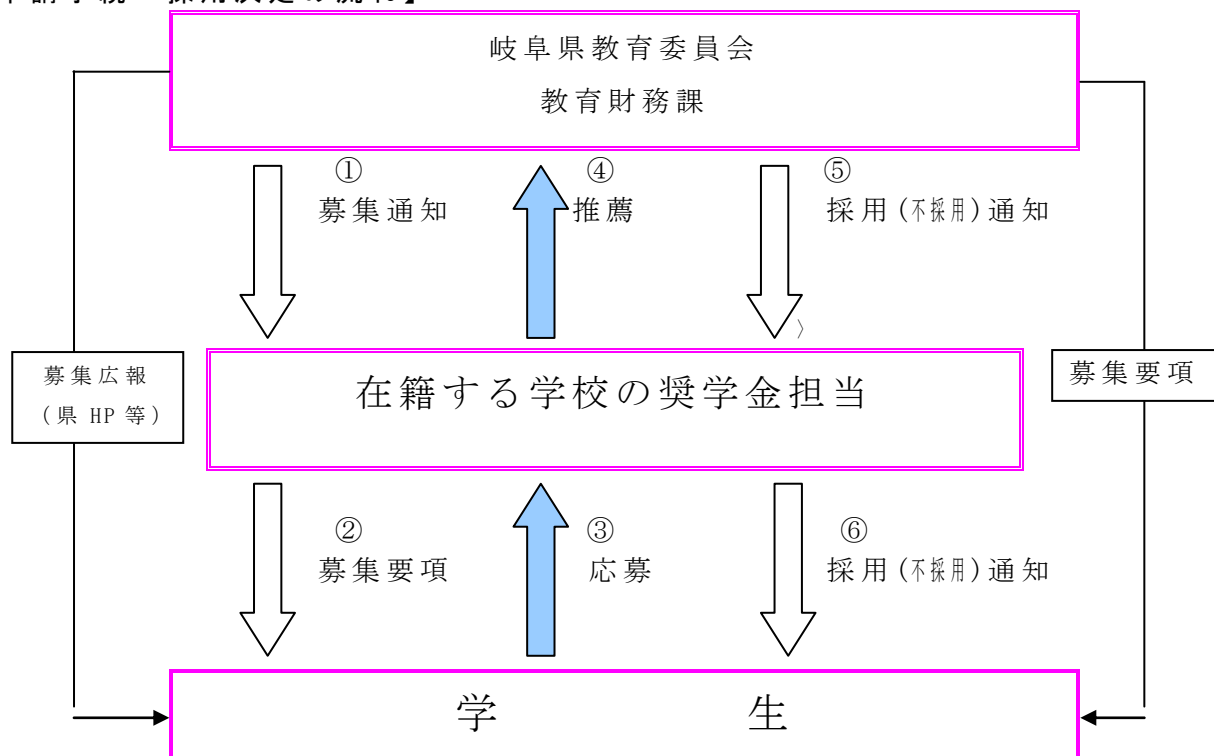 岐阜県教育委員会
教育財務課
①
募集通知
④
推薦
⑤
採用(不採用)通知
〉
募集広報
(県 HP 等)
在籍する学校の奨学金担当
募集要項
②
募集要項
③
応募
⑥
採用(不採用)通知
学 生